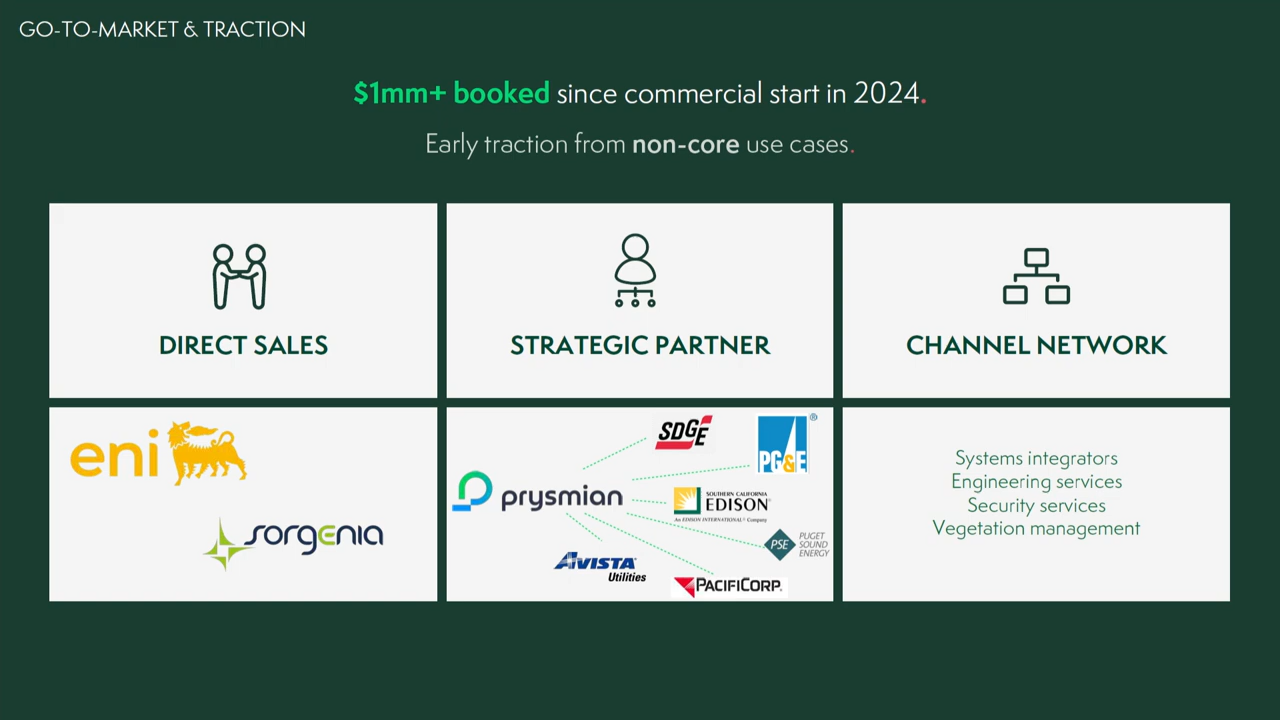 GO-TO-MARKET & TRACTION
$1mm+ booked since commercial start in 2024.
Early traction from non-core use cases.
DIRECT SALES
STRATEGIC PARTNER
CHANNEL NETWORK
eni
sorgenia
prysmian
SDGE
PG&E®
SOUTHERN CALIFORNIA
EDISON®
An EDISON INTERNATIONAL® Company
PSE
PUGET
SOUND
ENERGY
AVISTA®
Utilities
PACIFICORP.
Systems integrators
Engineering services
Security services
Vegetation management